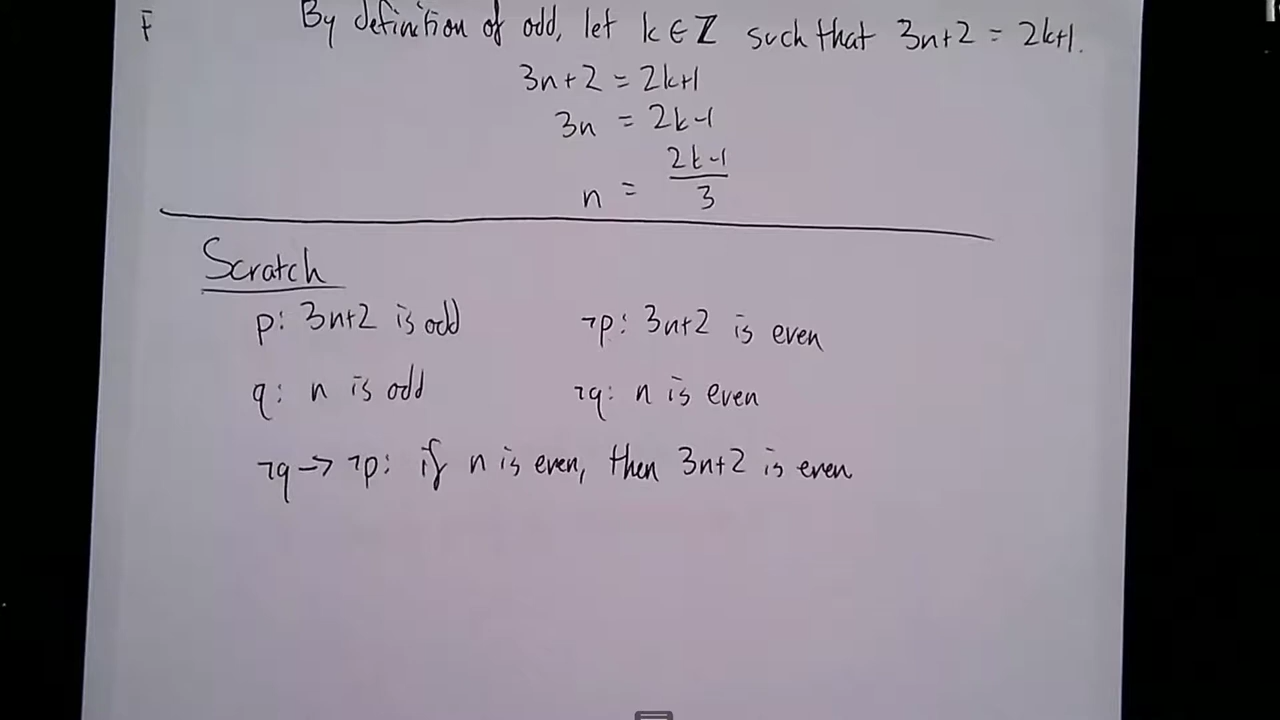 By definition of odd, let k ∈ ℤ such that 3n+2 = 2k+1.
3n+2 = 2k+1
3n = 2k-1
n = \frac{2k-1}{3}
Scratch
p: 3n+2 is odd ¬p: 3n+2 is even
q: n is odd ¬q: n is even
¬q → ¬p: if n is even, then 3n+2 is even